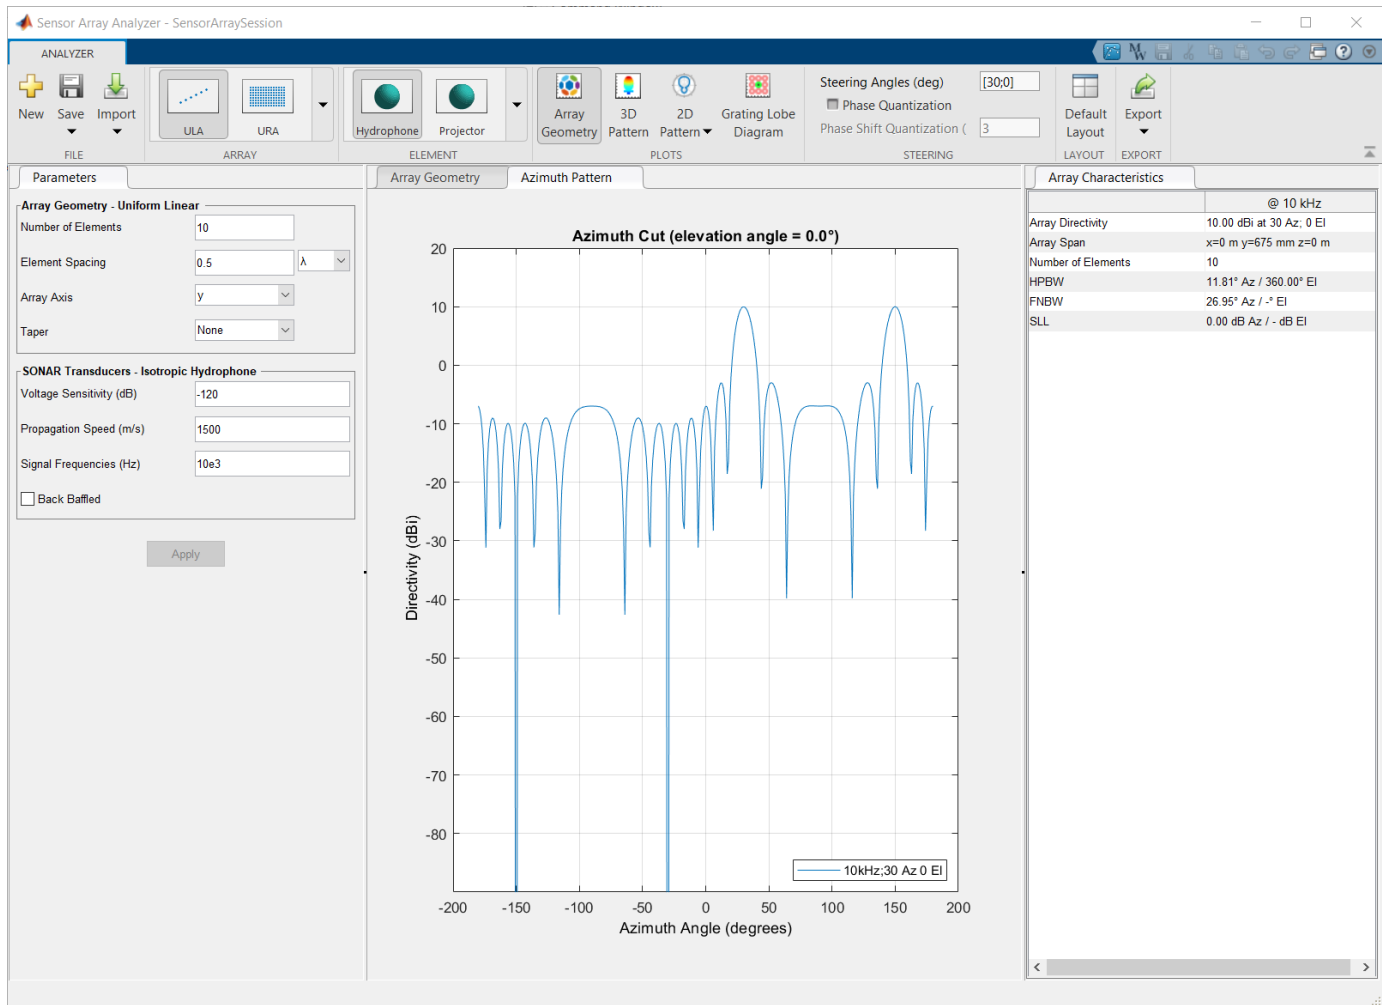 Sensor Array Analyzer - SensorArraySession
ANALYZER
New Save Import
FILE
ULA URA
ARRAY
Hydrophone Projector
ELEMENT
Array Geometry
3D Pattern
2D Pattern
Grating Lobe Diagram
PLOTS
Steering Angles (deg) [30;0]
Phase Quantization
Phase Shift Quantization ( 3
STEERING
Default Layout
LAYOUT
Export
EXPORT
Parameters
Array Geometry - Uniform Linear
Number of Elements 10
Element Spacing 0.5 λ
Array Axis y
Taper None
SONAR Transducers - Isotropic Hydrophone
Voltage Sensitivity (dB) -120
Propagation Speed (m/s) 1500
Signal Frequencies (Hz) 10e3
Back Baffled
Apply
Array Geometry Azimuth Pattern
Azimuth Cut (elevation angle = 0.0°)
20
10
0
-10
-20
-30
-40
-50
-60
-70
-80
Directivity (dBi)
10kHz;30 Az 0 El
-200 -150 -100 -50 0 50 100 150 200
Azimuth Angle (degrees)
Array Characteristics
@ 10 kHz
Array Directivity 10.00 dBi at 30 Az; 0 El
Array Span x=0 m y=675 mm z=0 m
Number of Elements 10
HPBW 11.81° Az / 360.00° El
FNBW 26.95° Az / -° El
SLL 0.00 dB Az / - dB El